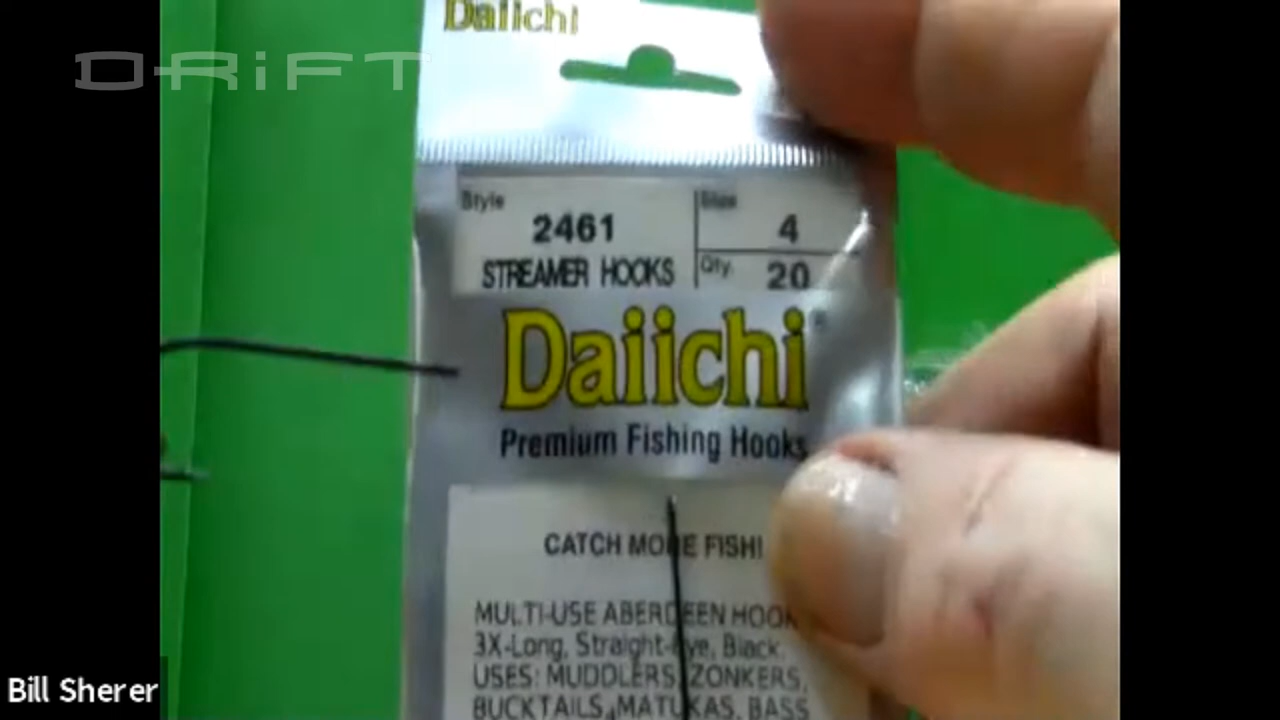 Daiichi
DRiFT
Style
2461
STREAMER HOOKS
Size
4
Qty.
20
Daiichi®
Premium Fishing Hooks
CATCH MORE FISH!
MULTI-USE ABERDEEN HOOK
3X-Long, Straight-Eye, Black
USES: MUDDLERS, ZONKERS,
BUCKTAILS, MATUKAS, BASS
Bill Sherer